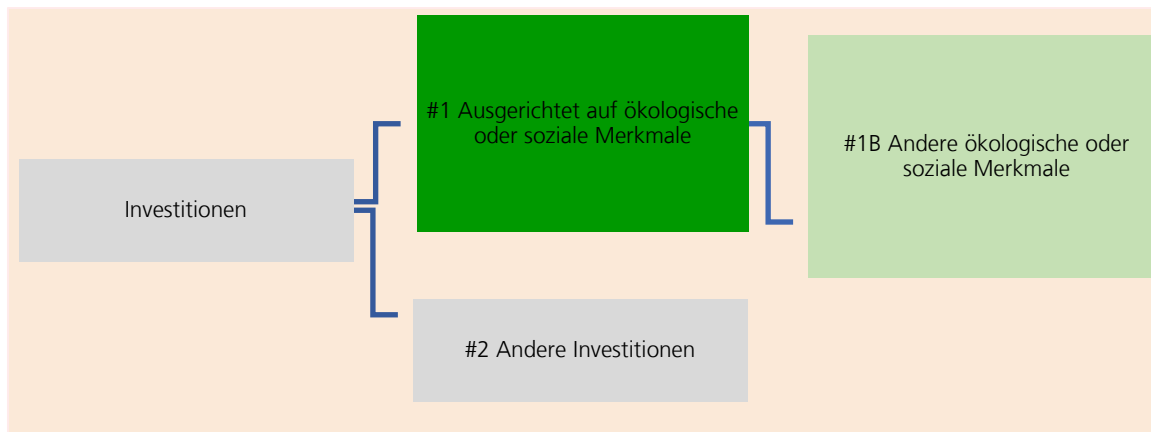 #1 Ausgerichtet auf ökologische
oder soziale Merkmale
#1B Andere ökologische oder
soziale Merkmale
Investitionen
#2 Andere Investitionen